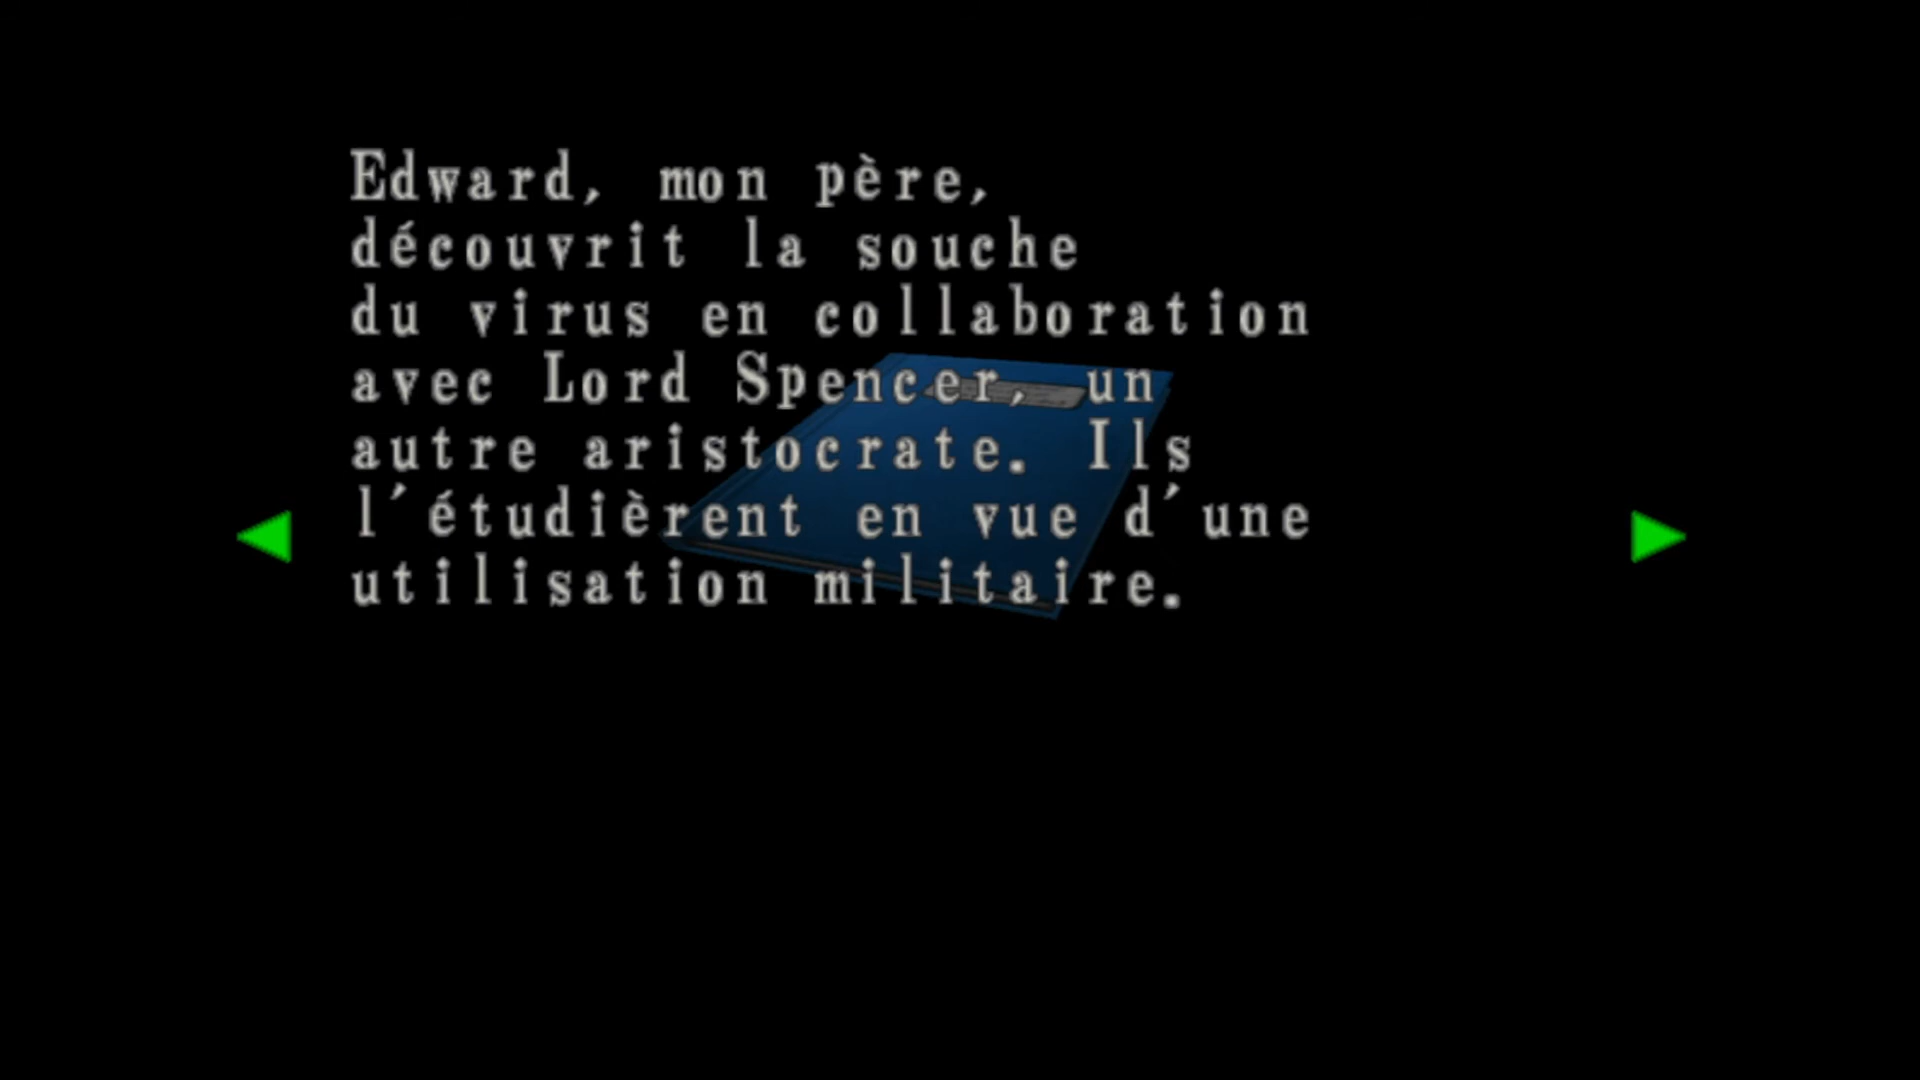 Edward, mon père,
découvrit la souche
du virus en collaboration
avec Lord Spencer, un
autre aristocrate. Ils
l'étudièrent en vue d'une
utilisation militaire.